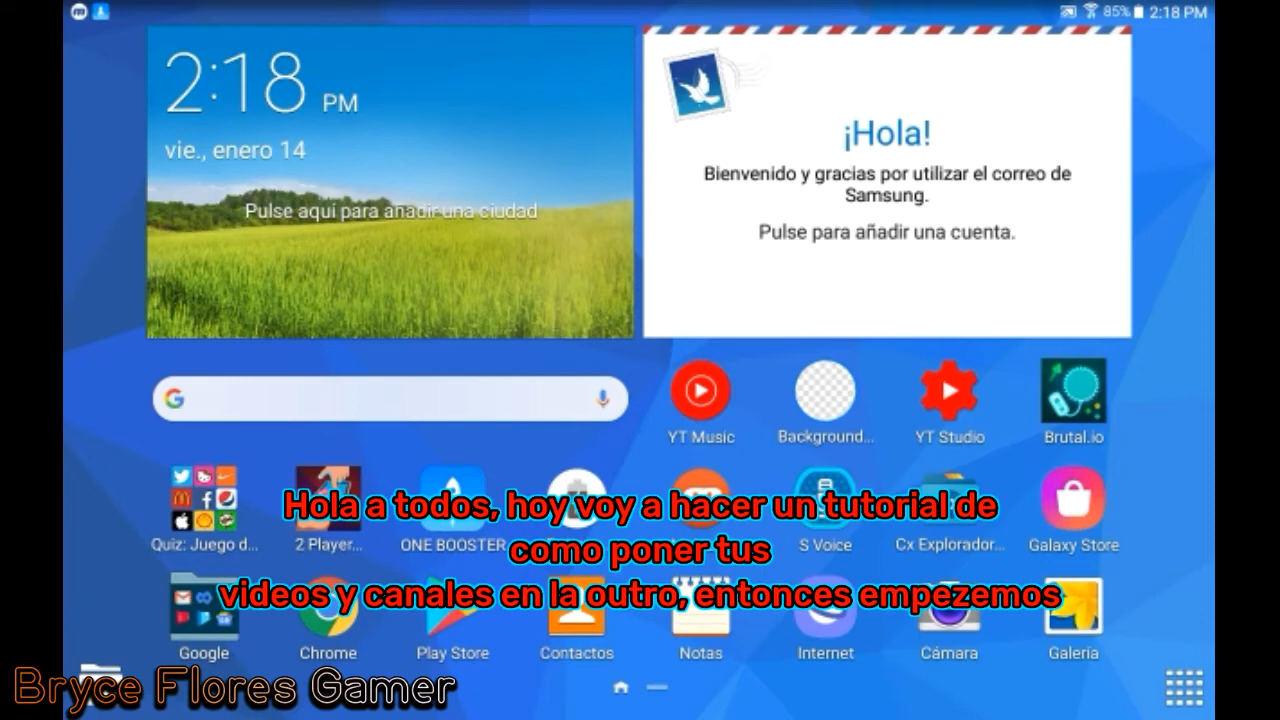 85% 2:18 PM
2:18 PM
vie., enero 14
Pulse aquí para añadir una ciudad
¡Hola!
Bienvenido y gracias por utilizar el correo de
Samsung.
Pulse para añadir una cuenta.
YT Music
Background...
YT Studio
Brutal.io
Hola a todos, hoy voy a hacer un tutorial de
como poner tus
videos y canales en la outro, entonces empezemos
Quiz: Juego d...
2 Player...
ONE BOOSTER
S Voice
Cx Explorador...
Galaxy Store
Google
Chrome
Play Store
Contactos
Notas
Internet
Cámara
Galería
Bryce Flores Gamer